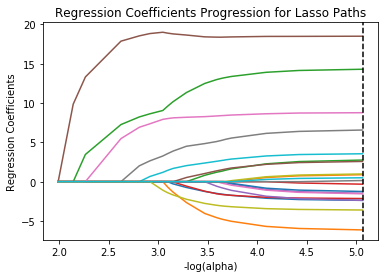 Regression Coefficients Progression for Lasso Paths
Regression Coefficients
20
15
10
5
0
−5
2.0 2.5 3.0 3.5 4.0 4.5 5.0
-log(alpha)